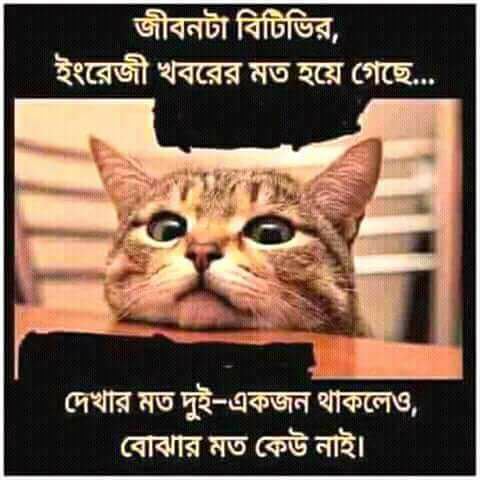 জীবনটা বিটিভির,
ইংরেজী খবরের মত হয়ে গেছে...
দেখার মত দুই-একজন থাকলেও,
বোঝার মত কেউ নাই।